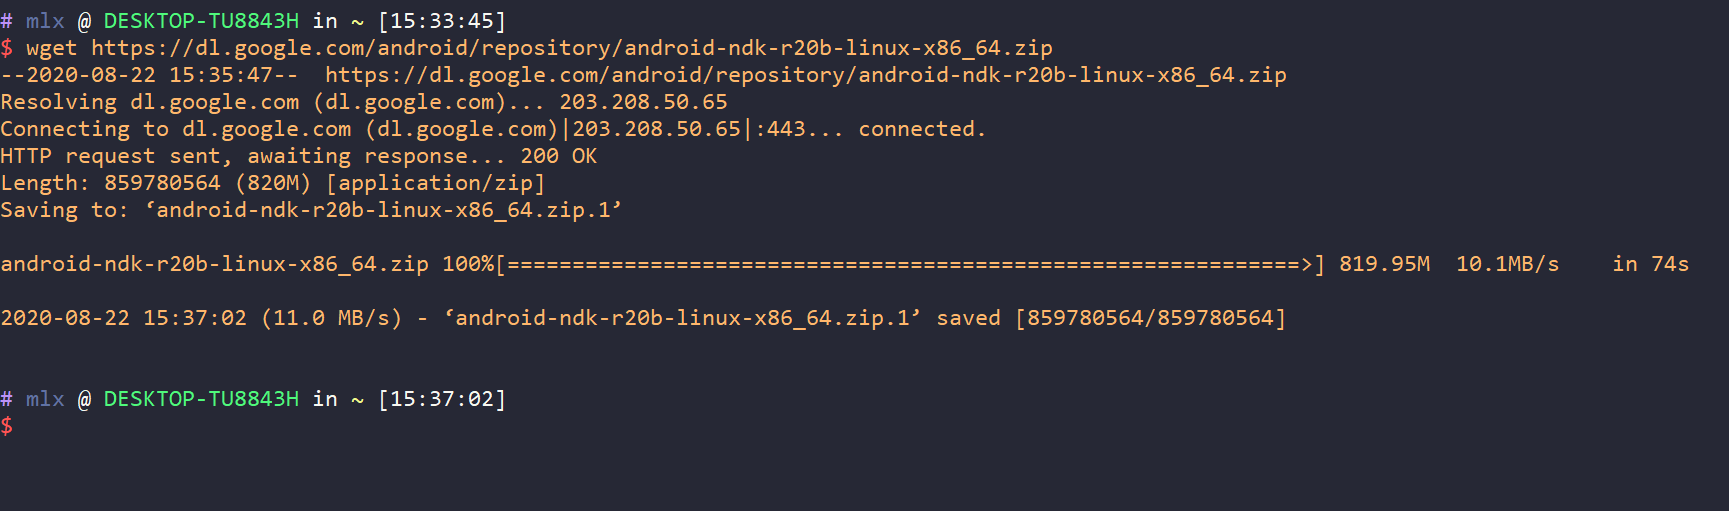 # mlx @ DESKTOP-TU8843H in ~ [15:33:45]
$ wget https://dl.google.com/android/repository/android-ndk-r20b-linux-x86_64.zip
--2020-08-22 15:35:47--  https://dl.google.com/android/repository/android-ndk-r20b-linux-x86_64.zip
Resolving dl.google.com (dl.google.com)... 203.208.50.65
Connecting to dl.google.com (dl.google.com)|203.208.50.65|:443... connected.
HTTP request sent, awaiting response... 200 OK
Length: 859780564 (820M) [application/zip]
Saving to: ‘android-ndk-r20b-linux-x86_64.zip.1’
android-ndk-r20b-linux-x86_64.zip 100%[=============================================================>] 819.95M  10.1MB/s    in 74s
2020-08-22 15:37:02 (11.0 MB/s) - ‘android-ndk-r20b-linux-x86_64.zip.1’ saved [859780564/859780564]
# mlx @ DESKTOP-TU8843H in ~ [15:37:02]
$